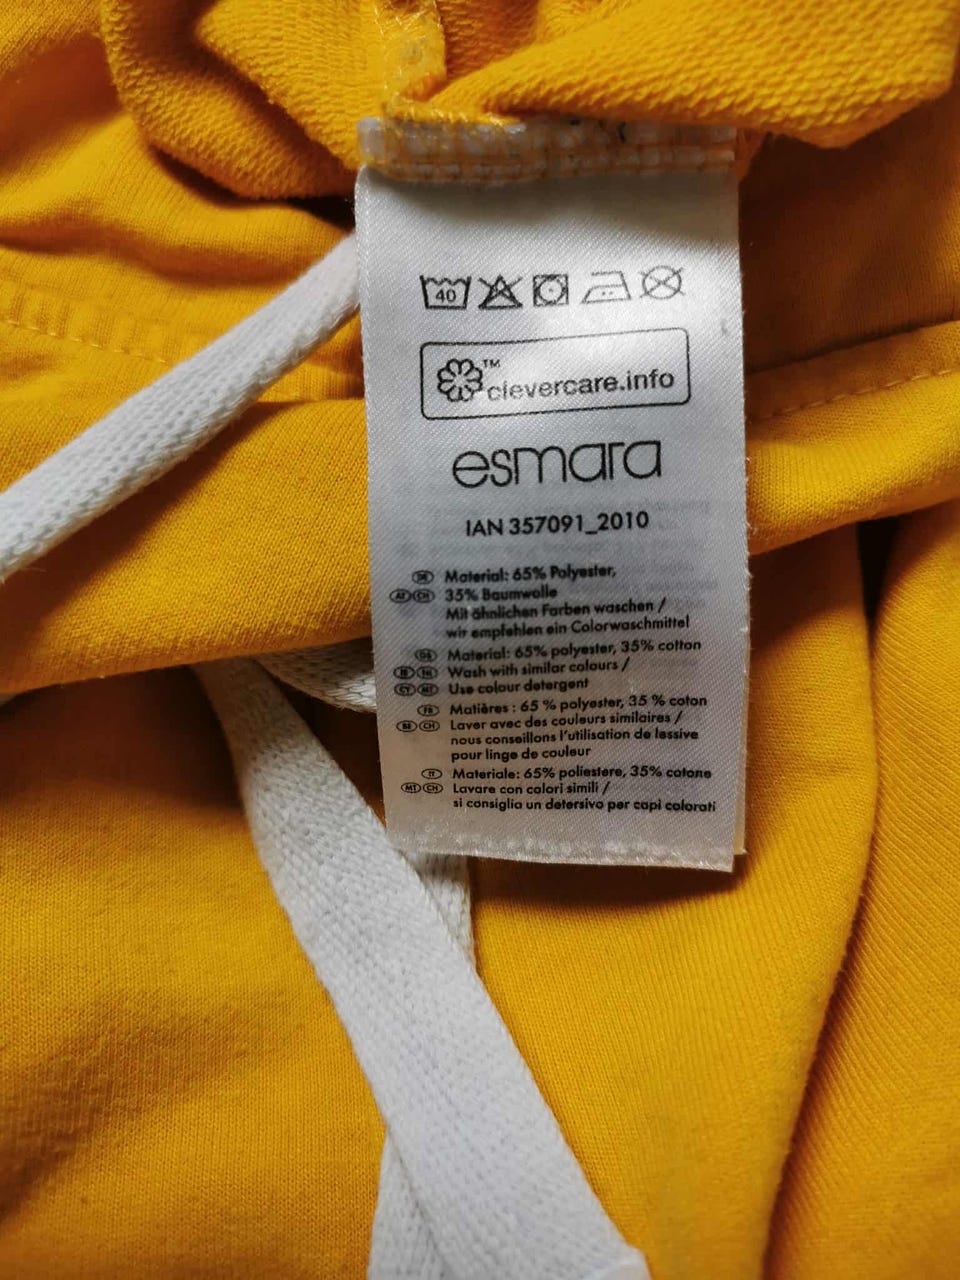 40
clevercare.info
TM
esmara
IAN 357091_2010
DE Material: 65% Polyester,
AT CH 35% Baumwolle
Mit ähnlichen Farben waschen /
wir empfehlen ein Colorwaschmittel
GB Material: 65% polyester, 35% cotton
IE NI Wash with similar colours /
CY MT Use colour detergent
FR Matières : 65 % polyester, 35 % coton
BE CH Laver avec des couleurs similaires /
nous conseillons l'utilisation de lessive
pour linge de couleur
IT Materiale: 65% poliestere, 35% cotone
MT CH Lavare con colori simili /
si consiglia un detersivo per capi colorati